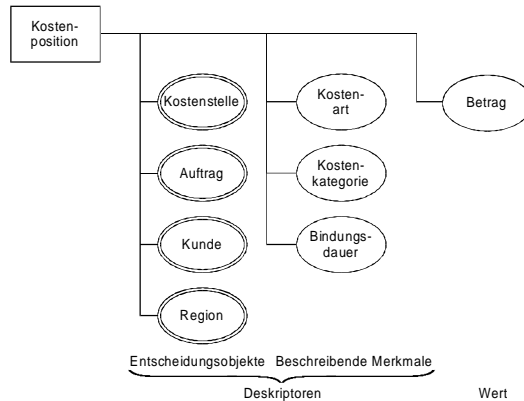 Kosten-
position
Kostenstelle
Kosten-
art
Betrag
Auftrag
Kosten-
kategorie
Kunde
Bindungs-
dauer
Region
Entscheidungsobjekte Beschreibende Merkmale
Deskriptoren Wert